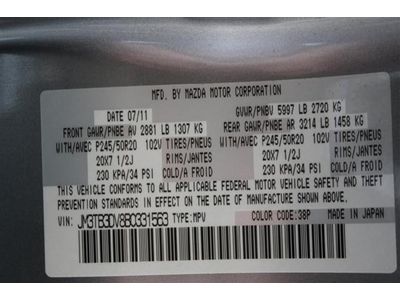 MFD. BY MAZDA MOTOR CORPORATION
DATE 07/11
GVWR/PNBV 5997 LB 2720 KG
FRONT GAWR/PNBE AV 2881 LB 1307 KG
REAR GAWR/PNBE AR 3214 LB 1458 KG
WITH/AVEC P245/50R20 102V TIRES/PNEUS
WITH/AVEC P245/50R20 102V TIRES/PNEUS
20X7 1/2J RIMS/JANTES
20X7 1/2J RIMS/JANTES
230 KPA/34 PSI COLD/A FROID
230 KPA/34 PSI COLD/A FROID
THIS VEHICLE CONFORMS TO ALL APPLICABLE FEDERAL MOTOR VEHICLE SAFETY AND
THEFT PREVENTION STANDARDS IN EFFECT ON THE DATE OF MANUFACTURE SHOWN ABOVE.
VIN: JM3TB3DV8B0331563 TYPE: MPV COLOR CODE: 38P MADE IN JAPAN